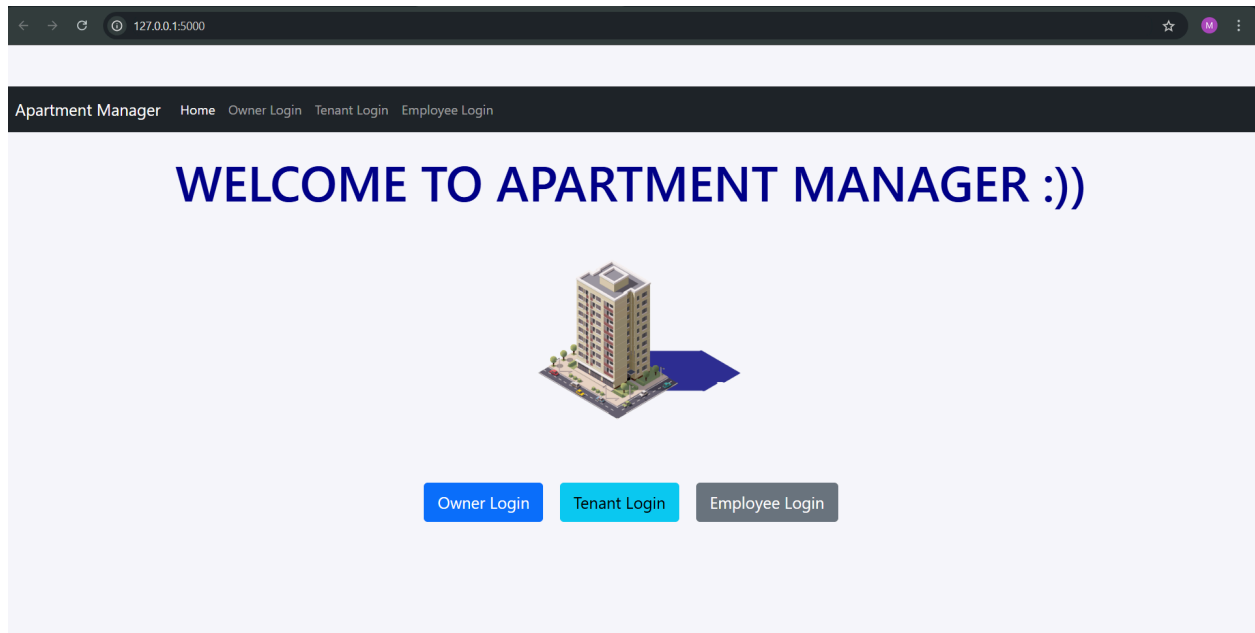 127.0.0.1:5000
M
Apartment Manager Home Owner Login Tenant Login Employee Login
WELCOME TO APARTMENT MANAGER :))
Owner Login Tenant Login Employee Login